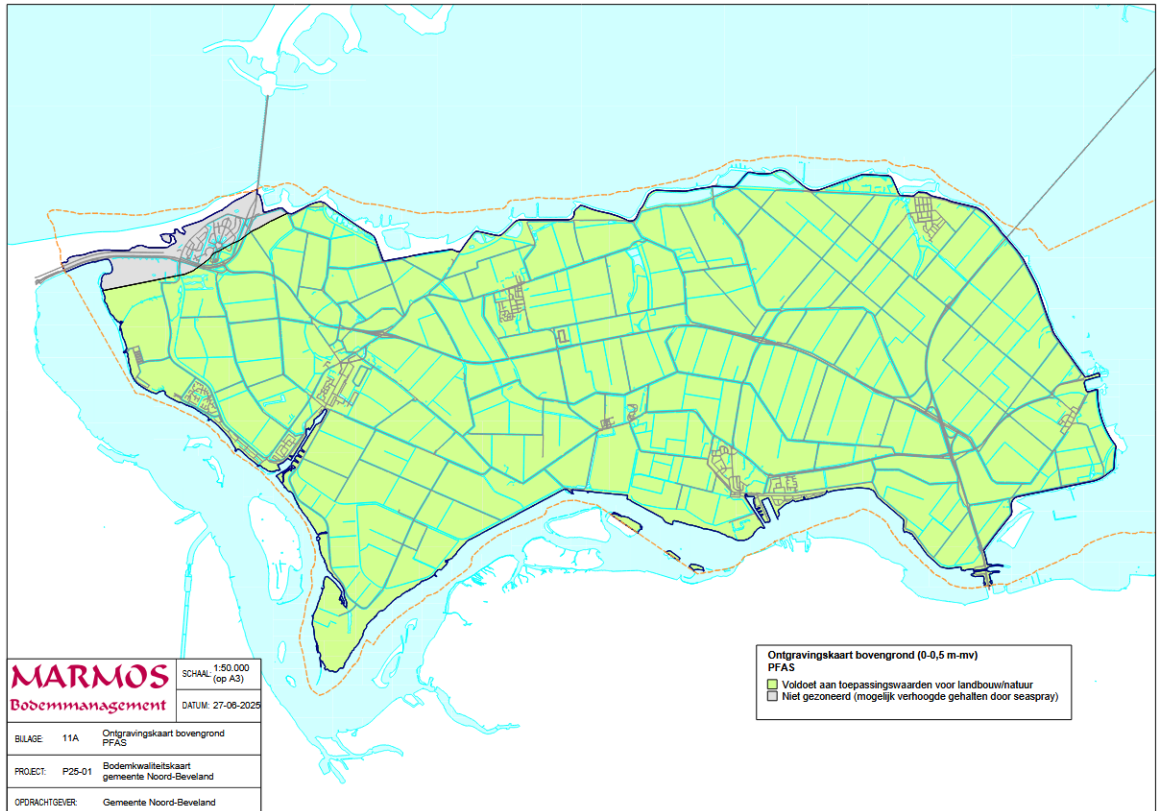 Ontgravingskaart bovengrond (0-0,5 m-mv)
PFAS
Voldoet aan toepassingswaarden voor landbouw/natuur
Niet gezoneerd (mogelijk verhoogde gehalten door seaspray)
MARMOS
Bodemmanagement
SCHAAL: 1:50.000
(op A3)
DATUM: 27-06-2025
BIJLAGE: 11A Ontgravingskaart bovengrond
PFAS
PROJECT: P25-01 Bodemkwaliteitskaart
gemeente Noord-Beveland
OPDRACHTGEVER: Gemeente Noord-Beveland